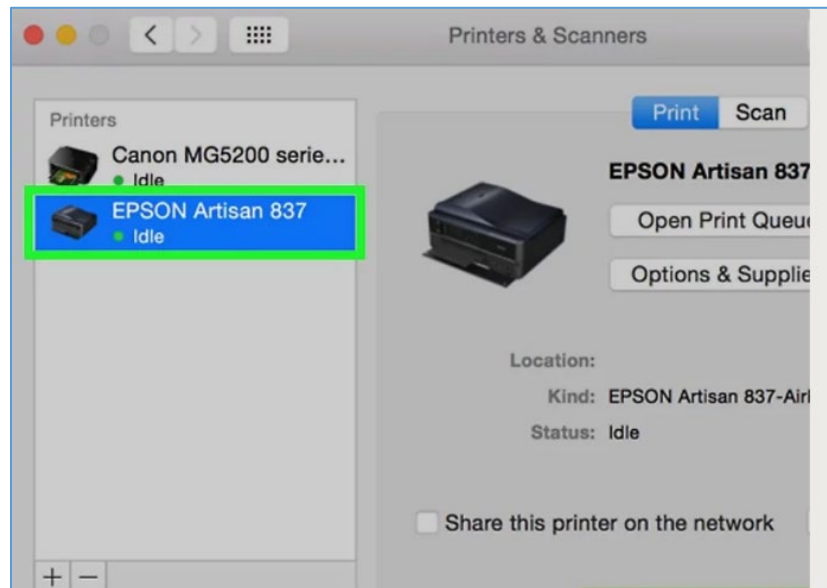 Printers & Scanners
Printers
Canon MG5200 serie...
Idle
EPSON Artisan 837
Idle
Print Scan
EPSON Artisan 837
Open Print Queu
Options & Supplie
Location:
Kind: EPSON Artisan 837-Air
Status: Idle
Share this printer on the network
+ −